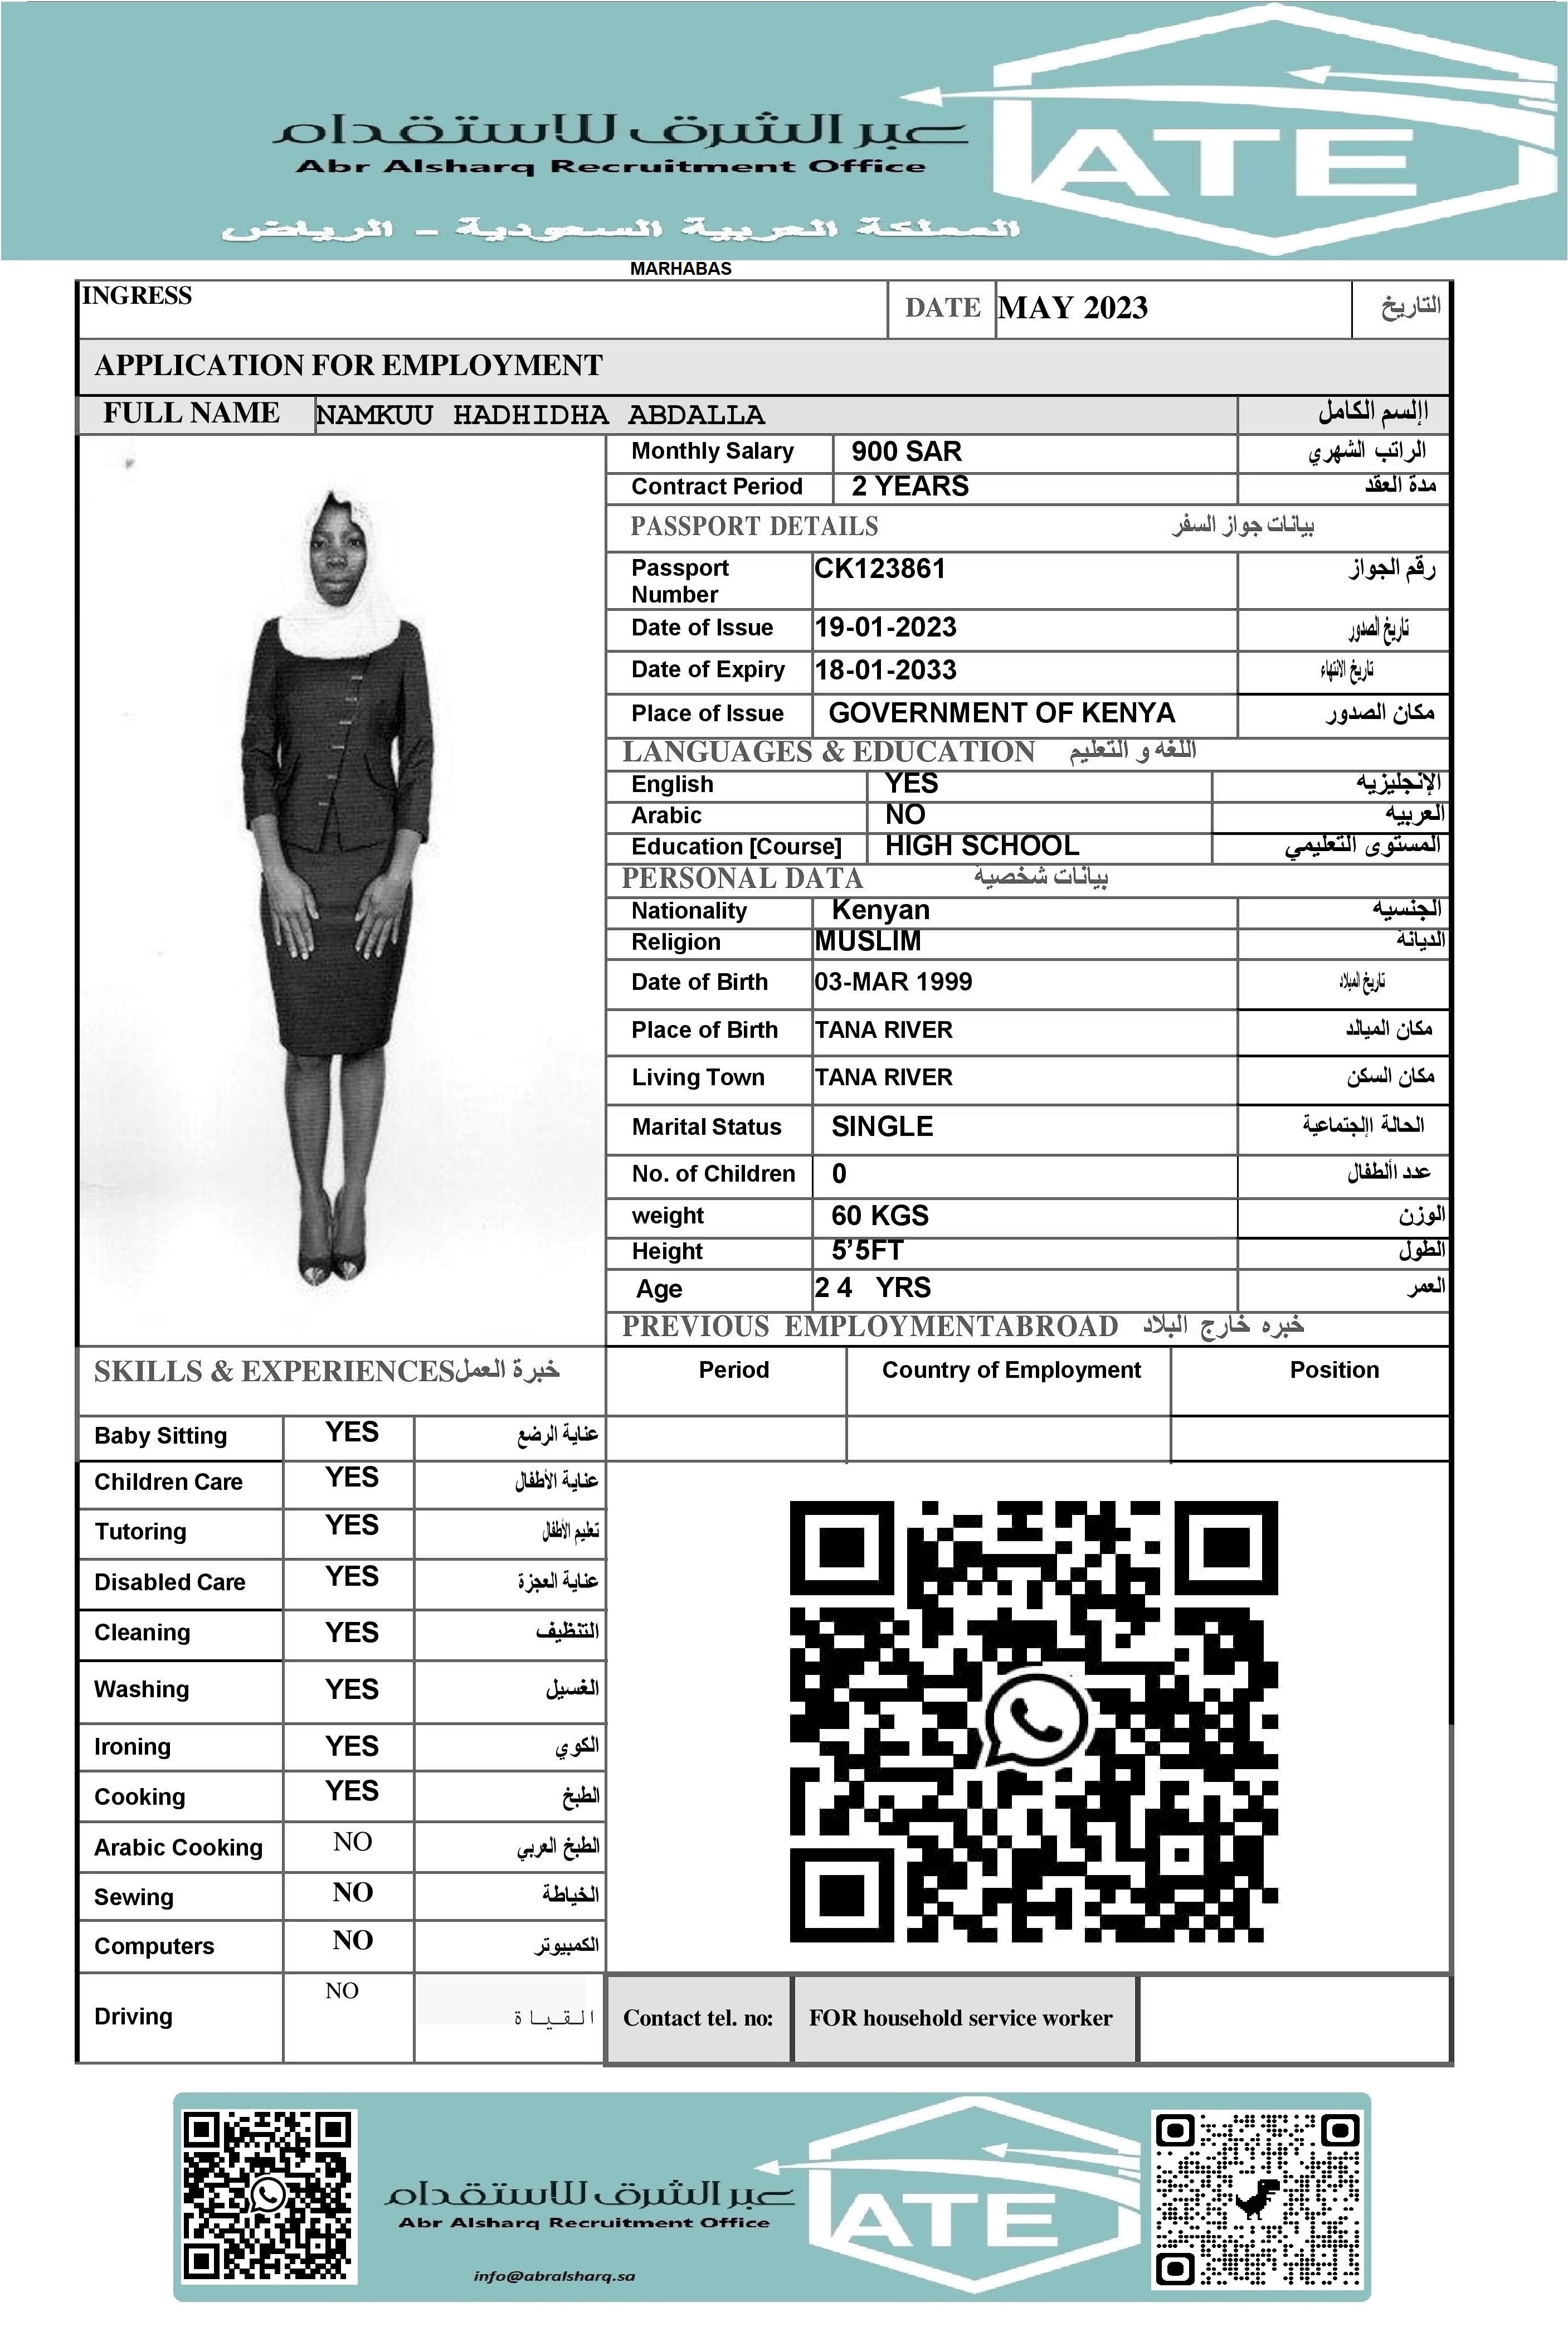 عبر الشرق للاستقدام
ATE
Abr Alsharq Recruitment Office
المملكة العربية السعودية - الرياض
MARHABAS
INGRESS DATE MAY 2023 التاريخ
APPLICATION FOR EMPLOYMENT
FULL NAME NAMKUU HADHIDHA ABDALLA اإلسم الكامل
Monthly Salary 900 SAR الراتب الشهري
Contract Period 2 YEARS مدة العقد
PASSPORT DETAILS بيانات جواز السفر
Passport Number CK123861 رقم الجواز
Date of Issue 19-01-2023 تاريخ الصدور
Date of Expiry 18-01-2033 تاريخ الانتهاء
Place of Issue GOVERNMENT OF KENYA مكان الصدور
LANGUAGES & EDUCATION اللغه و التعليم
English YES الإنجليزيه
Arabic NO العربيه
Education [Course] HIGH SCHOOL المستوى التعليمي
PERSONAL DATA بيانات شخصية
Nationality Kenyan الجنسيه
Religion MUSLIM الديانة
Date of Birth 03-MAR 1999 تاريخ الميلاد
Place of Birth TANA RIVER مكان الميالد
Living Town TANA RIVER مكان السكن
Marital Status SINGLE الحالة اإلجتماعية
No. of Children 0 عدد األطفال
weight 60 KGS الوزن
Height 5’5FT الطول
Age 2 4 YRS العمر
PREVIOUS EMPLOYMENTABROAD خبره خارج البلاد
SKILLS & EXPERIENCES خبرة العمل Period Country of Employment Position
Baby Sitting YES عناية الرضع
Children Care YES عناية الأطفال
Tutoring YES تعليم الأطفال
Disabled Care YES عناية العجزة
Cleaning YES التنظيف
Washing YES الغسيل
Ironing YES الكوي
Cooking YES الطبخ
Arabic Cooking NO الطبخ العربي
Sewing NO الخياطة
Computers NO الكمبيوتر
Driving NO القياة
Contact tel. no: FOR household service worker
عبر الشرق للاستقدام
ATE
Abr Alsharq Recruitment Office
info@abralsharq.sa